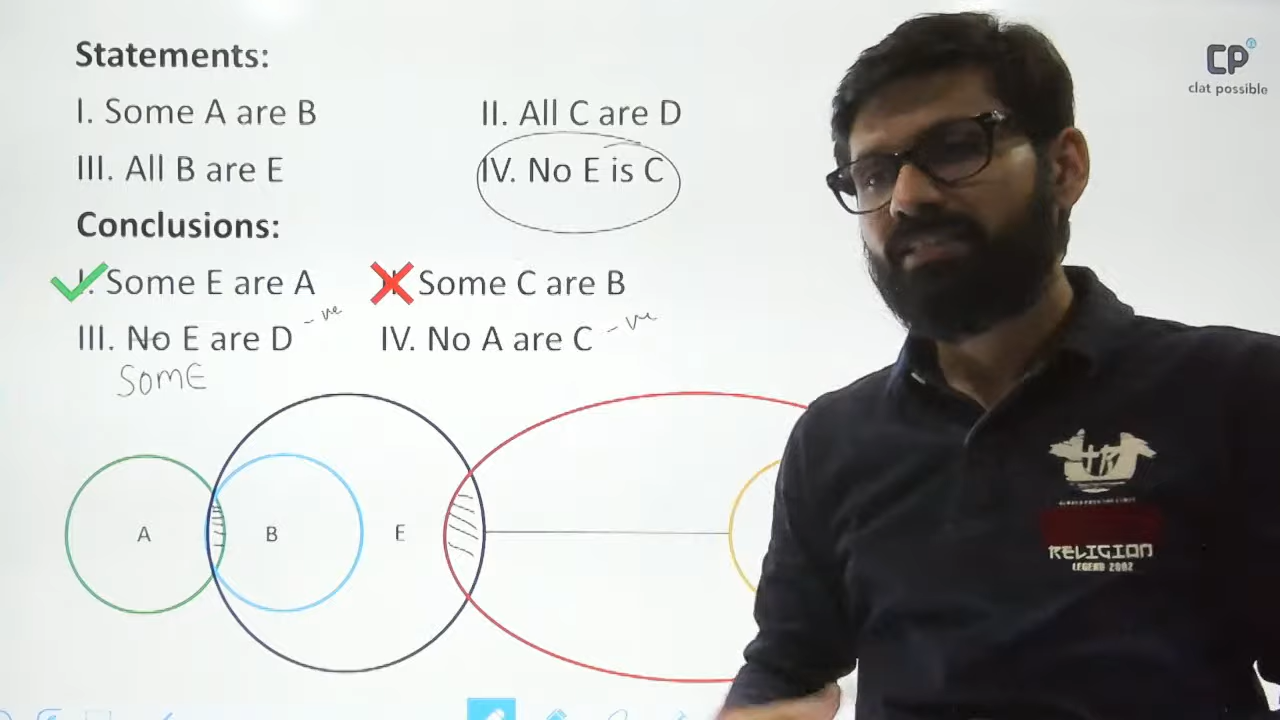 Statements:
I. Some A are B
II. All C are D
III. All B are E
IV. No E is C
Conclusions:
I. Some E are A
II. Some C are B
III. No E are D -ve
IV. No A are C -ve
SOME
A
B
E
CP
clat possible
RELIGION
LEGEND 2002